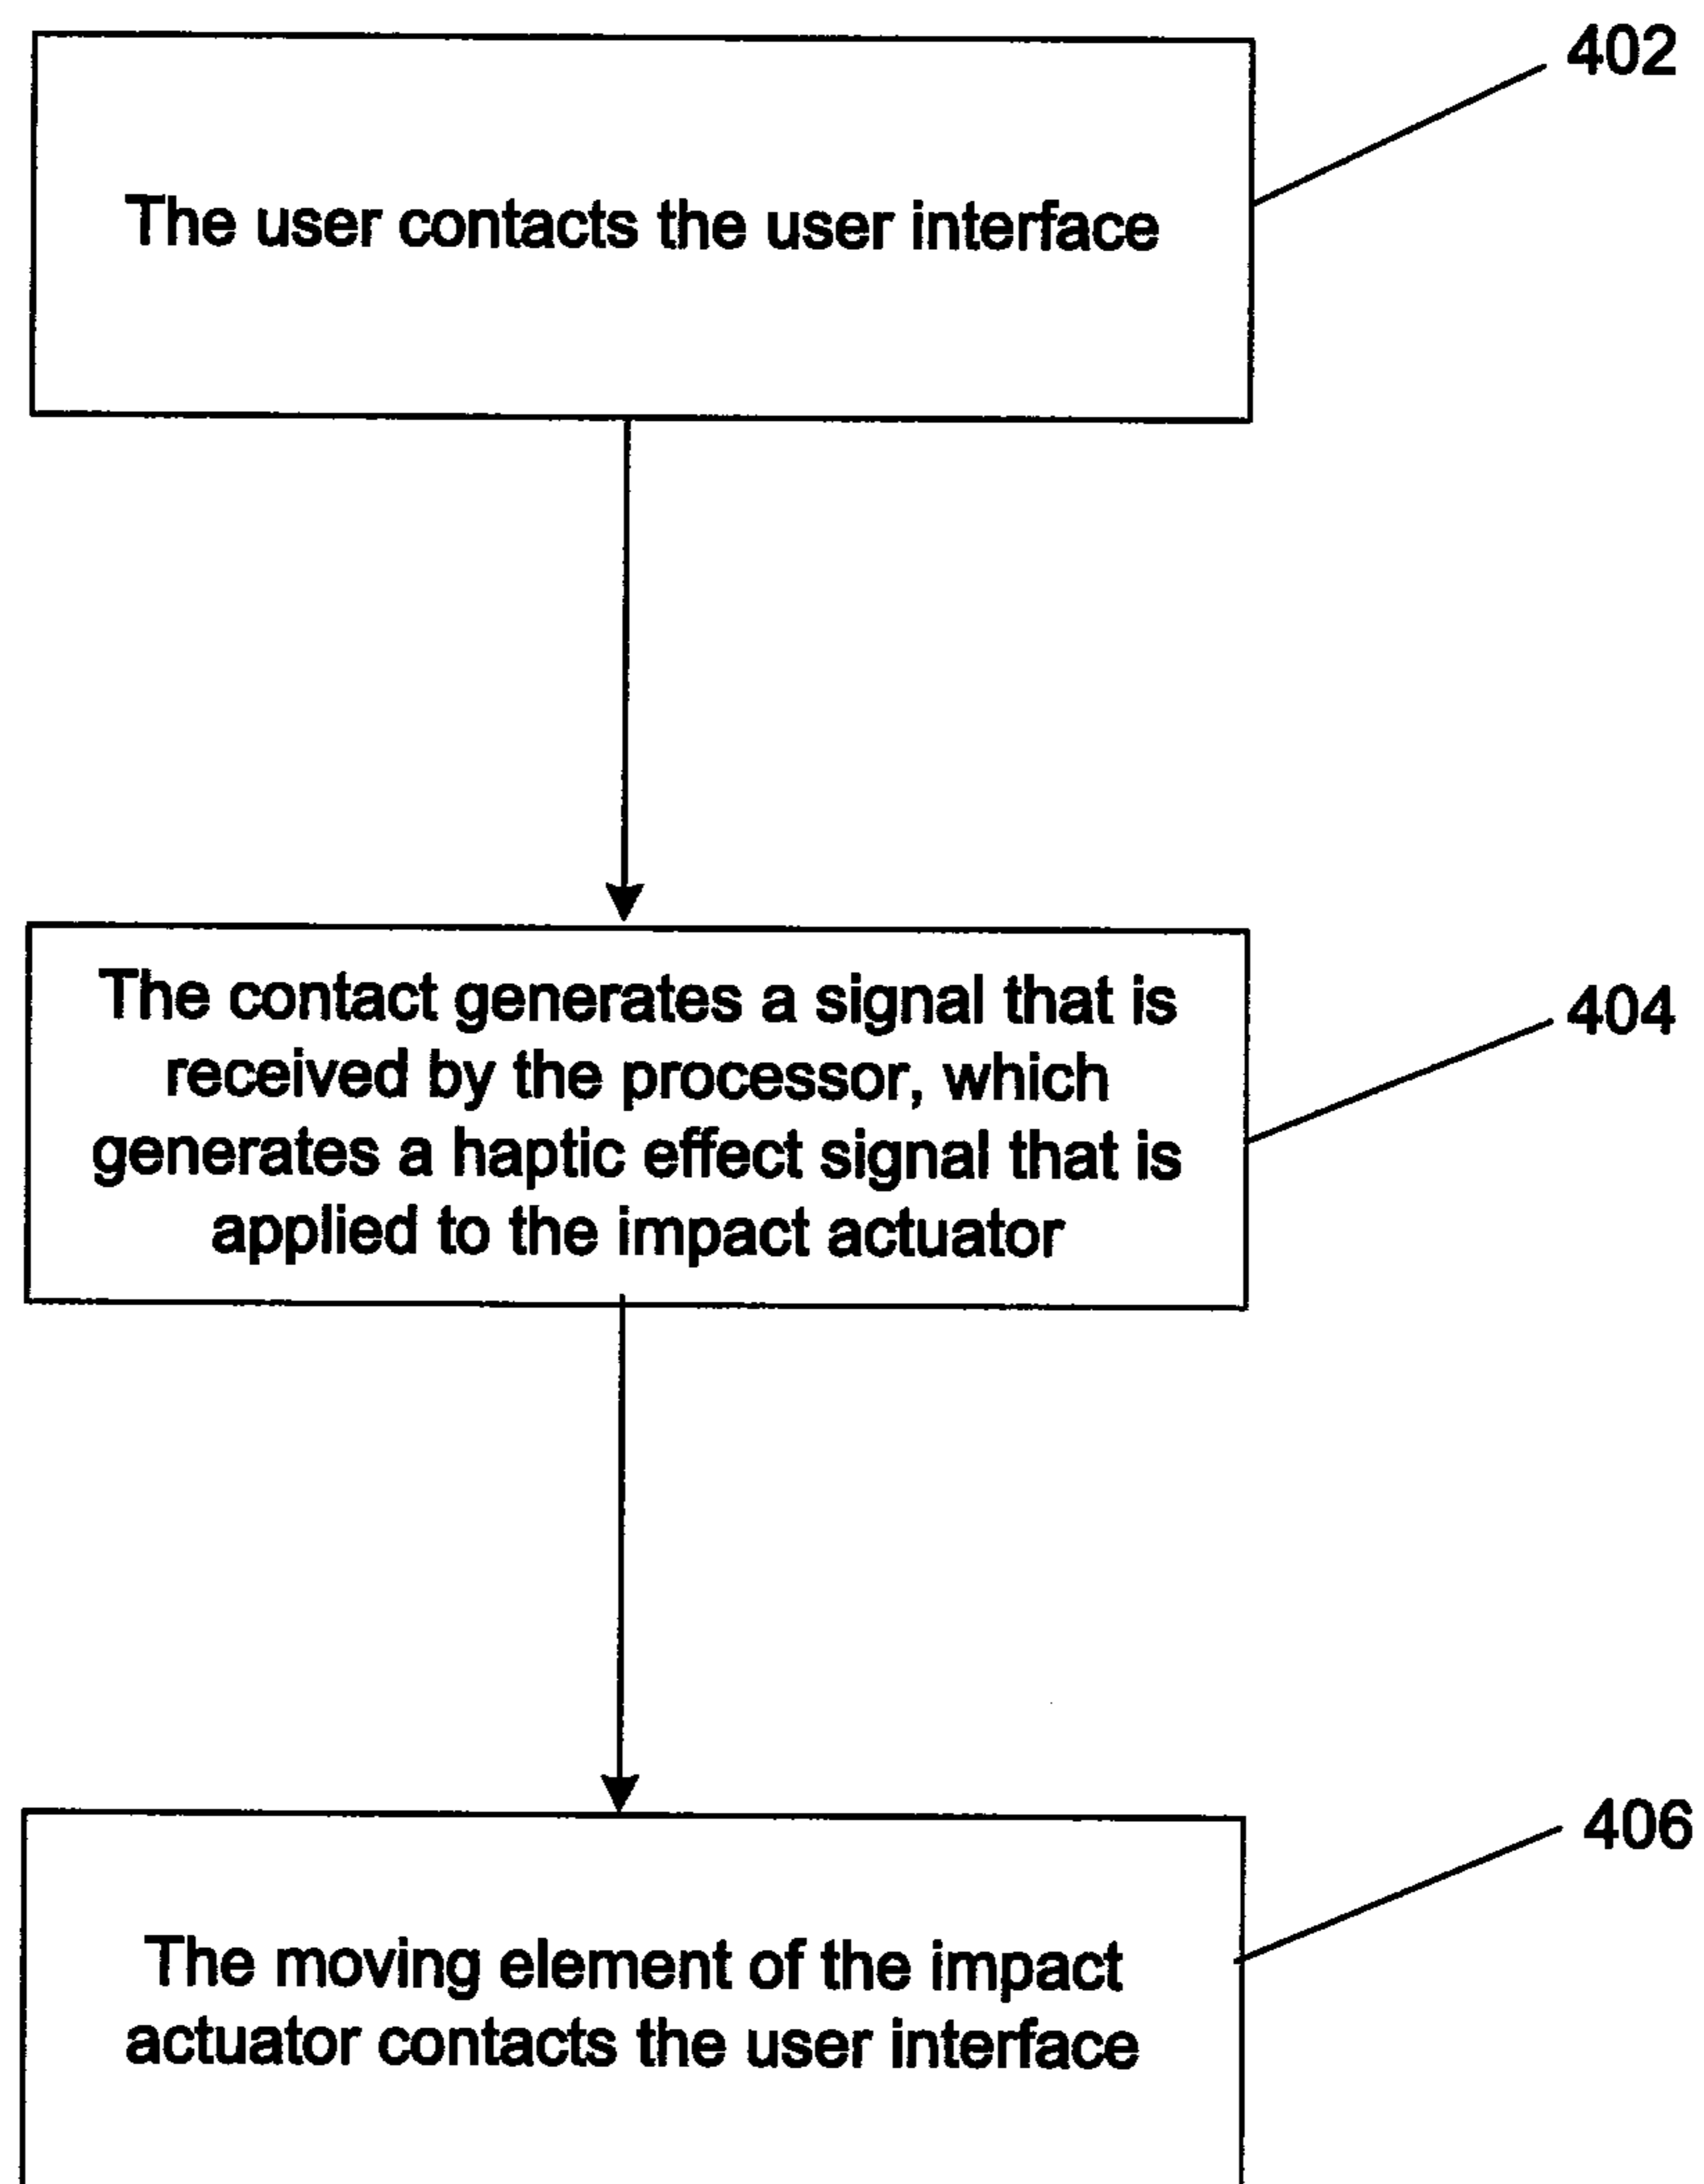 402
The user contacts the user interface
The contact generates a signal that is
received by the processor, which
generates a haptic effect signal that is
applied to the impact actuator
404
406
The moving element of the impact
actuator contacts the user interface